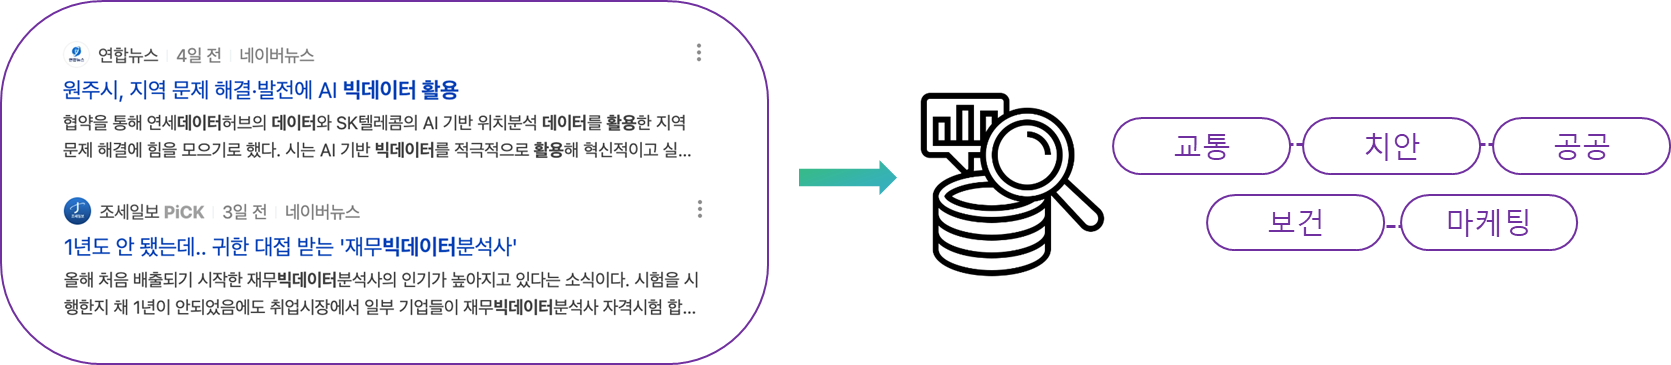 연합뉴스 4일 전 네이버뉴스
원주시, 지역 문제 해결·발전에 AI 빅데이터 활용
협약을 통해 연세데이터허브의 데이터와 SK텔레콤의 AI 기반 위치분석 데이터를 활용한 지역
문제 해결에 힘을 모으기로 했다. 시는 AI 기반 빅데이터를 적극적으로 활용해 혁신적이고 실...
조세일보 PiCK 3일 전 네이버뉴스
1년도 안 됐는데.. 귀한 대접 받는 '재무빅데이터분석사'
올해 처음 배출되기 시작한 재무빅데이터분석사의 인기가 높아지고 있다는 소식이다. 시험을 시
행한지 채 1년이 안되었음에도 취업시장에서 일부 기업들이 재무빅데이터분석사 자격시험 합...
교통 치안 공공
보건 마케팅